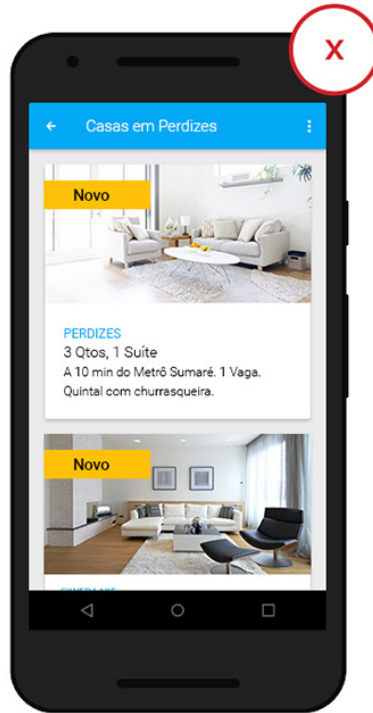 X
Casas em Perdizes
Novo
PERDIZES
3 Qtos, 1 Suíte
A 10 min do Metrô Sumaré. 1 Vaga.
Quintal com churrasqueira.
Novo